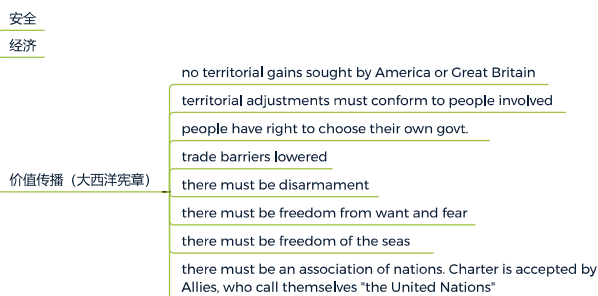 安全
经济
no territorial gains sought by America or Great Britain
territorial adjustments must conform to people involved
people have right to choose their own govt.
trade barriers lowered
价值传播（大西洋宪章）
there must be disarmament
there must be freedom from want and fear
there must be freedom of the seas
there must be an association of nations. Charter is accepted by
Allies, who call themselves "the United Nations"